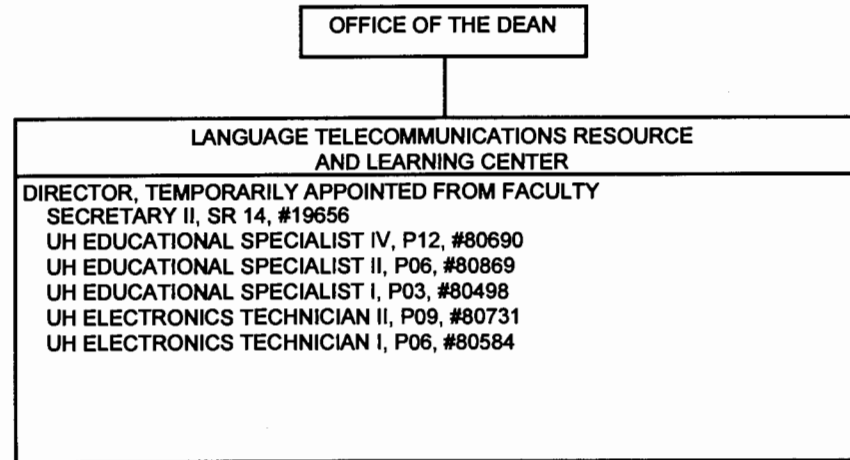 OFFICE OF THE DEAN
LANGUAGE TELECOMMUNICATIONS RESOURCE
AND LEARNING CENTER
DIRECTOR, TEMPORARILY APPOINTED FROM FACULTY
SECRETARY II, SR 14, #19656
UH EDUCATIONAL SPECIALIST IV, P12, #80690
UH EDUCATIONAL SPECIALIST II, P06, #80869
UH EDUCATIONAL SPECIALIST I, P03, #80498
UH ELECTRONICS TECHNICIAN II, P09, #80731
UH ELECTRONICS TECHNICIAN I, P06, #80584